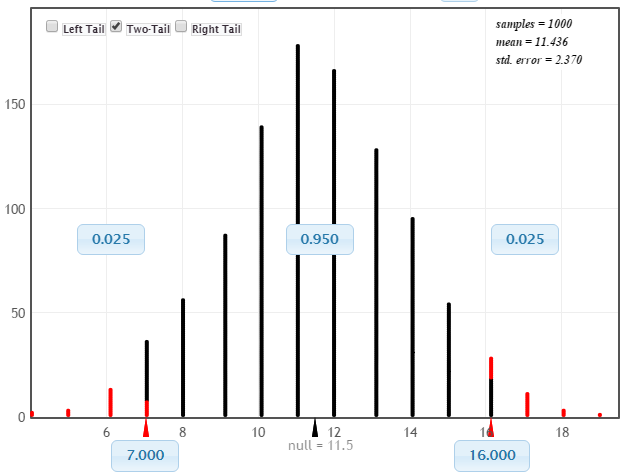 Left Tail Two-Tail Right Tail
samples = 1000
mean = 11.436
std. error = 2.370
150
100
0.025 0.950 0.025
50
0
6 8 10 12 14 16 18
null = 11.5
7.000 16.000